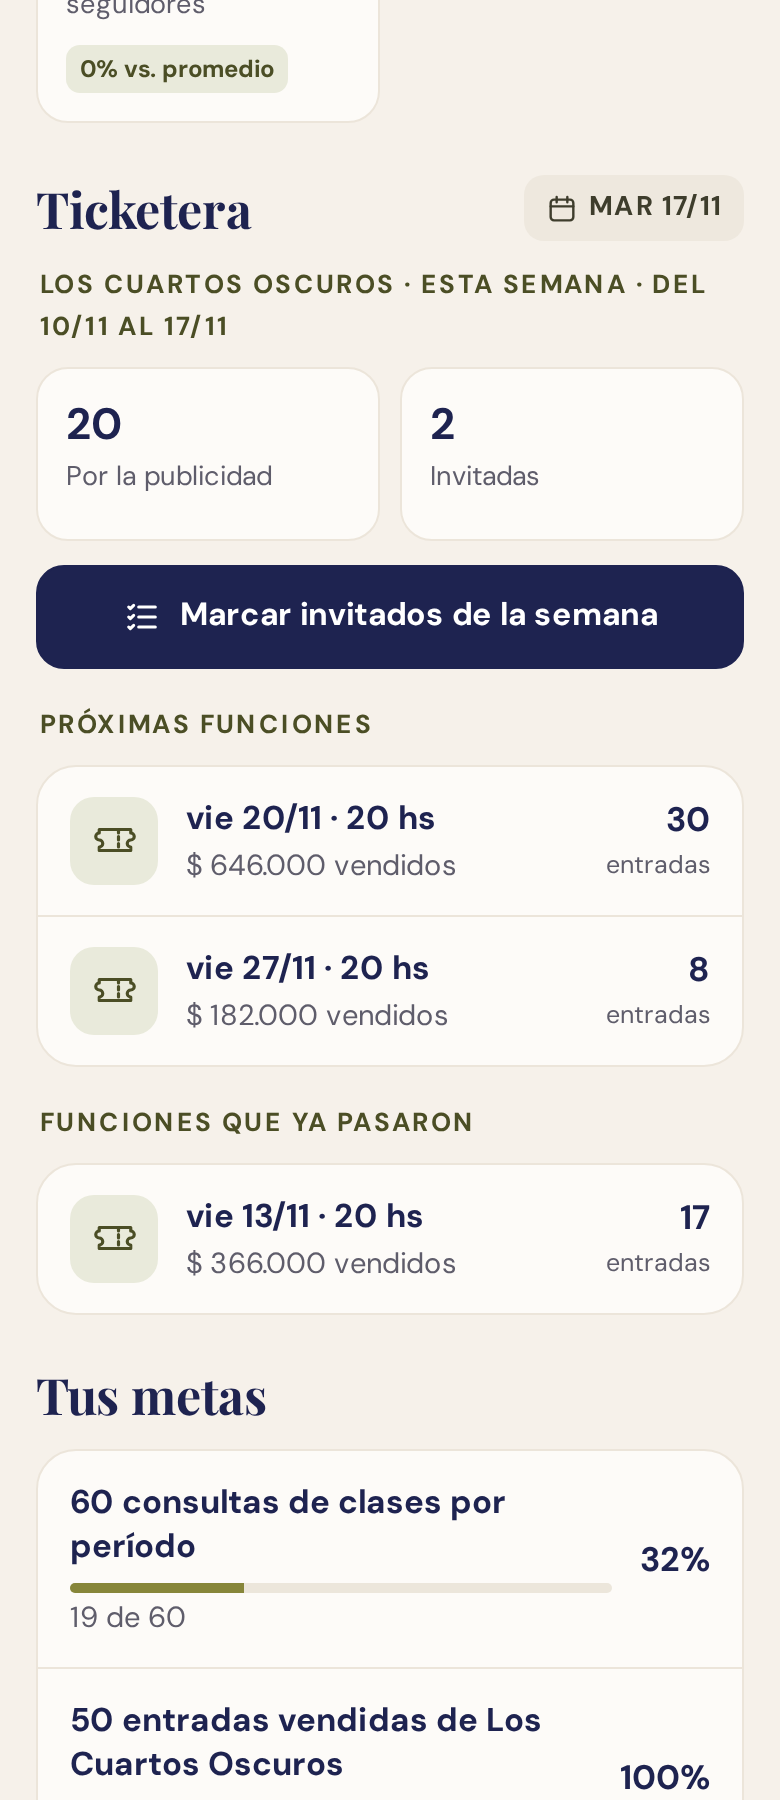 seguidores
0% vs. promedio
Ticketera
MAR 17/11
LOS CUARTOS OSCUROS · ESTA SEMANA · DEL
10/11 AL 17/11
20
Por la publicidad
2
Invitadas
Marcar invitados de la semana
PRÓXIMAS FUNCIONES
vie 20/11 · 20 hs
30
$ 646.000 vendidos
entradas
vie 27/11 · 20 hs
8
$ 182.000 vendidos
entradas
FUNCIONES QUE YA PASARON
vie 13/11 · 20 hs
17
$ 366.000 vendidos
entradas
Tus metas
60 consultas de clases por
período
32%
19 de 60
50 entradas vendidas de Los
Cuartos Oscuros
100%